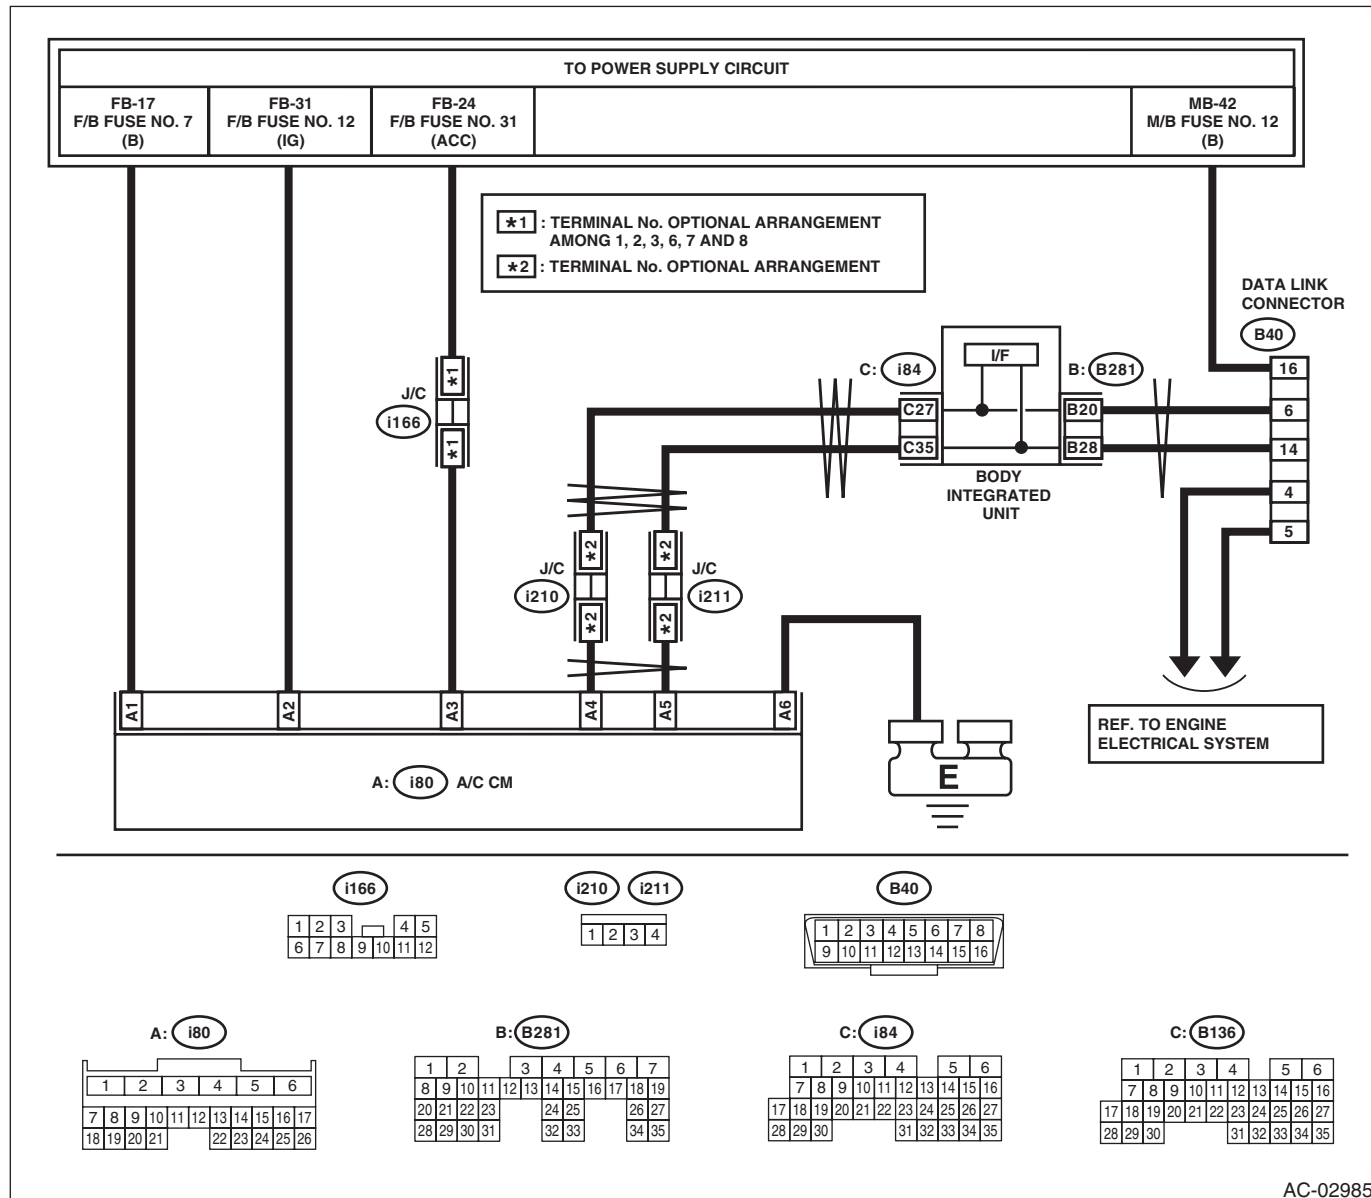 TO POWER SUPPLY CIRCUIT
FB-17
F/B FUSE NO. 7
(B)
FB-31
F/B FUSE NO. 12
(IG)
FB-24
F/B FUSE NO. 31
(ACC)
MB-42
M/B FUSE NO. 12
(B)
*1 : TERMINAL No. OPTIONAL ARRANGEMENT
AMONG 1, 2, 3, 6, 7 AND 8
*2 : TERMINAL No. OPTIONAL ARRANGEMENT
DATA LINK
CONNECTOR
B40
16
6
14
4
5
I/F
C: i84
B: B281
C27
B20
C35
B28
BODY
INTEGRATED
UNIT
*1
J/C
i166
*1
*2
*2
J/C
i210
J/C
i211
*2
*2
A1
A2
A3
A4
A5
A6
A: i80 A/C CM
E
REF. TO ENGINE
ELECTRICAL SYSTEM
i166
1 2 3 4 5
6 7 8 9 10 11 12
i210 i211
1 2 3 4
B40
1 2 3 4 5 6 7 8
9 10 11 12 13 14 15 16
A: i80
1 2 3 4 5 6
7 8 9 10 11 12 13 14 15 16 17
18 19 20 21 22 23 24 25 26
B: B281
1 2 3 4 5 6 7
8 9 10 11 12 13 14 15 16 17 18 19
20 21 22 23 24 25 26 27
28 29 30 31 32 33 34 35
C: i84
1 2 3 4 5 6
7 8 9 10 11 12 13 14 15 16
17 18 19 20 21 22 23 24 25 26 27
28 29 30 31 32 33 34 35
C: B136
1 2 3 4 5 6
7 8 9 10 11 12 13 14 15 16
17 18 19 20 21 22 23 24 25 26 27
28 29 30 31 32 33 34 35
AC-02985